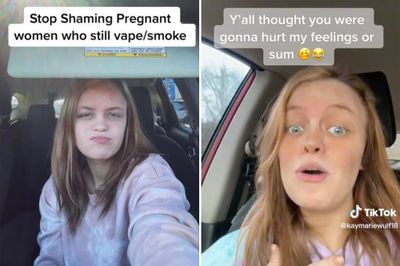 Stop Shaming Pregnant
women who still vape/smoke
Y'all thought you were
gonna hurt my feelings or
sum 🫠😂
TikTok
@kaymariewulf18